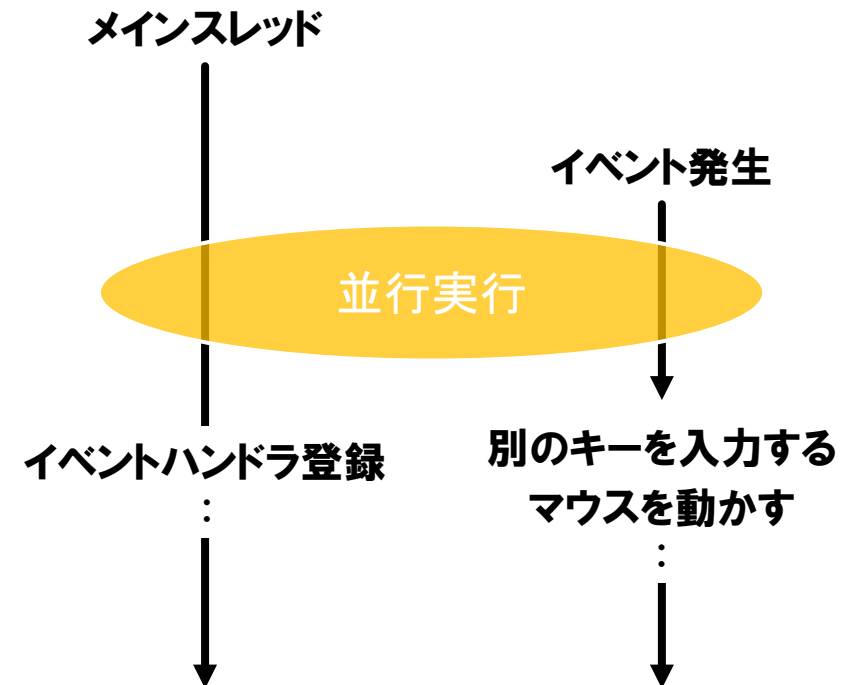 メインスレッド
イベント発生
並行実行
イベントハンドラ登録
:
別のキーを入力する
マウスを動かす
: